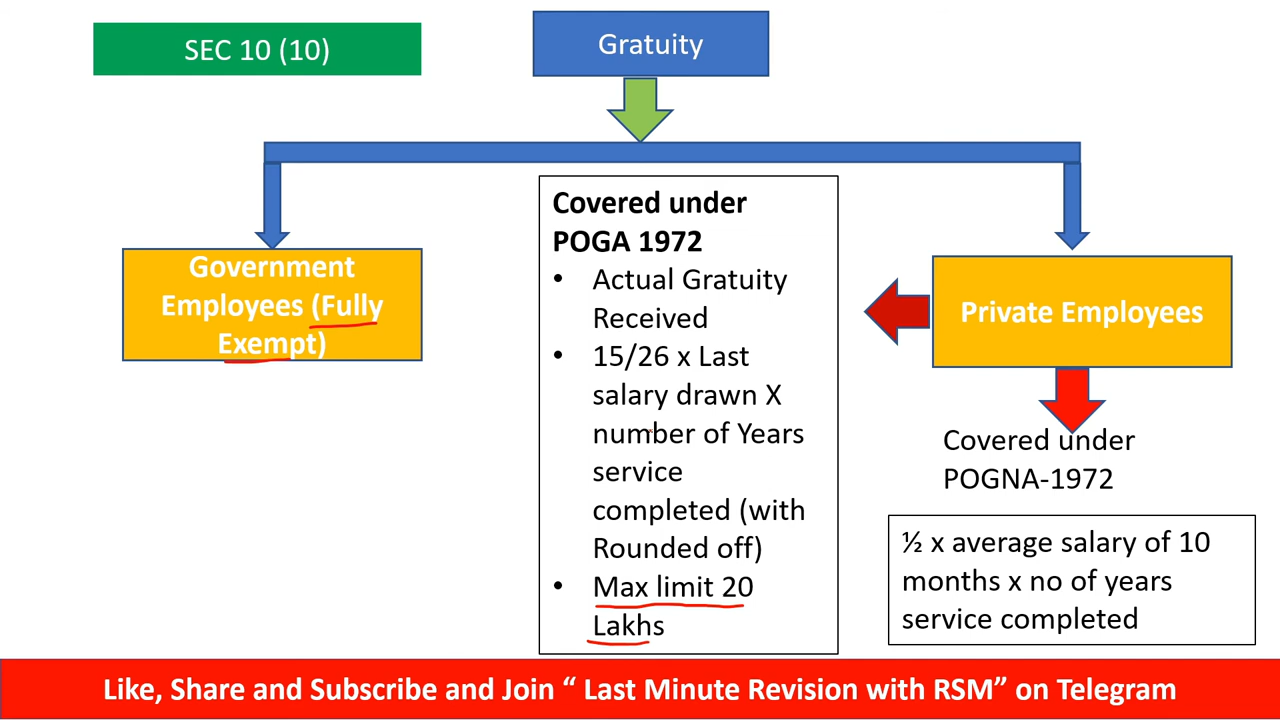 SEC 10 (10)
Gratuity
Government
Employees (Fully
Exempt)
Covered under
POGA 1972
• Actual Gratuity
Received
• 15/26 x Last
salary drawn X
number of Years
service
completed (with
Rounded off)
• Max limit 20
Lakhs
Private Employees
Covered under
POGNA-1972
½ x average salary of 10
months x no of years
service completed
Like, Share and Subscribe and Join “ Last Minute Revision with RSM” on Telegram